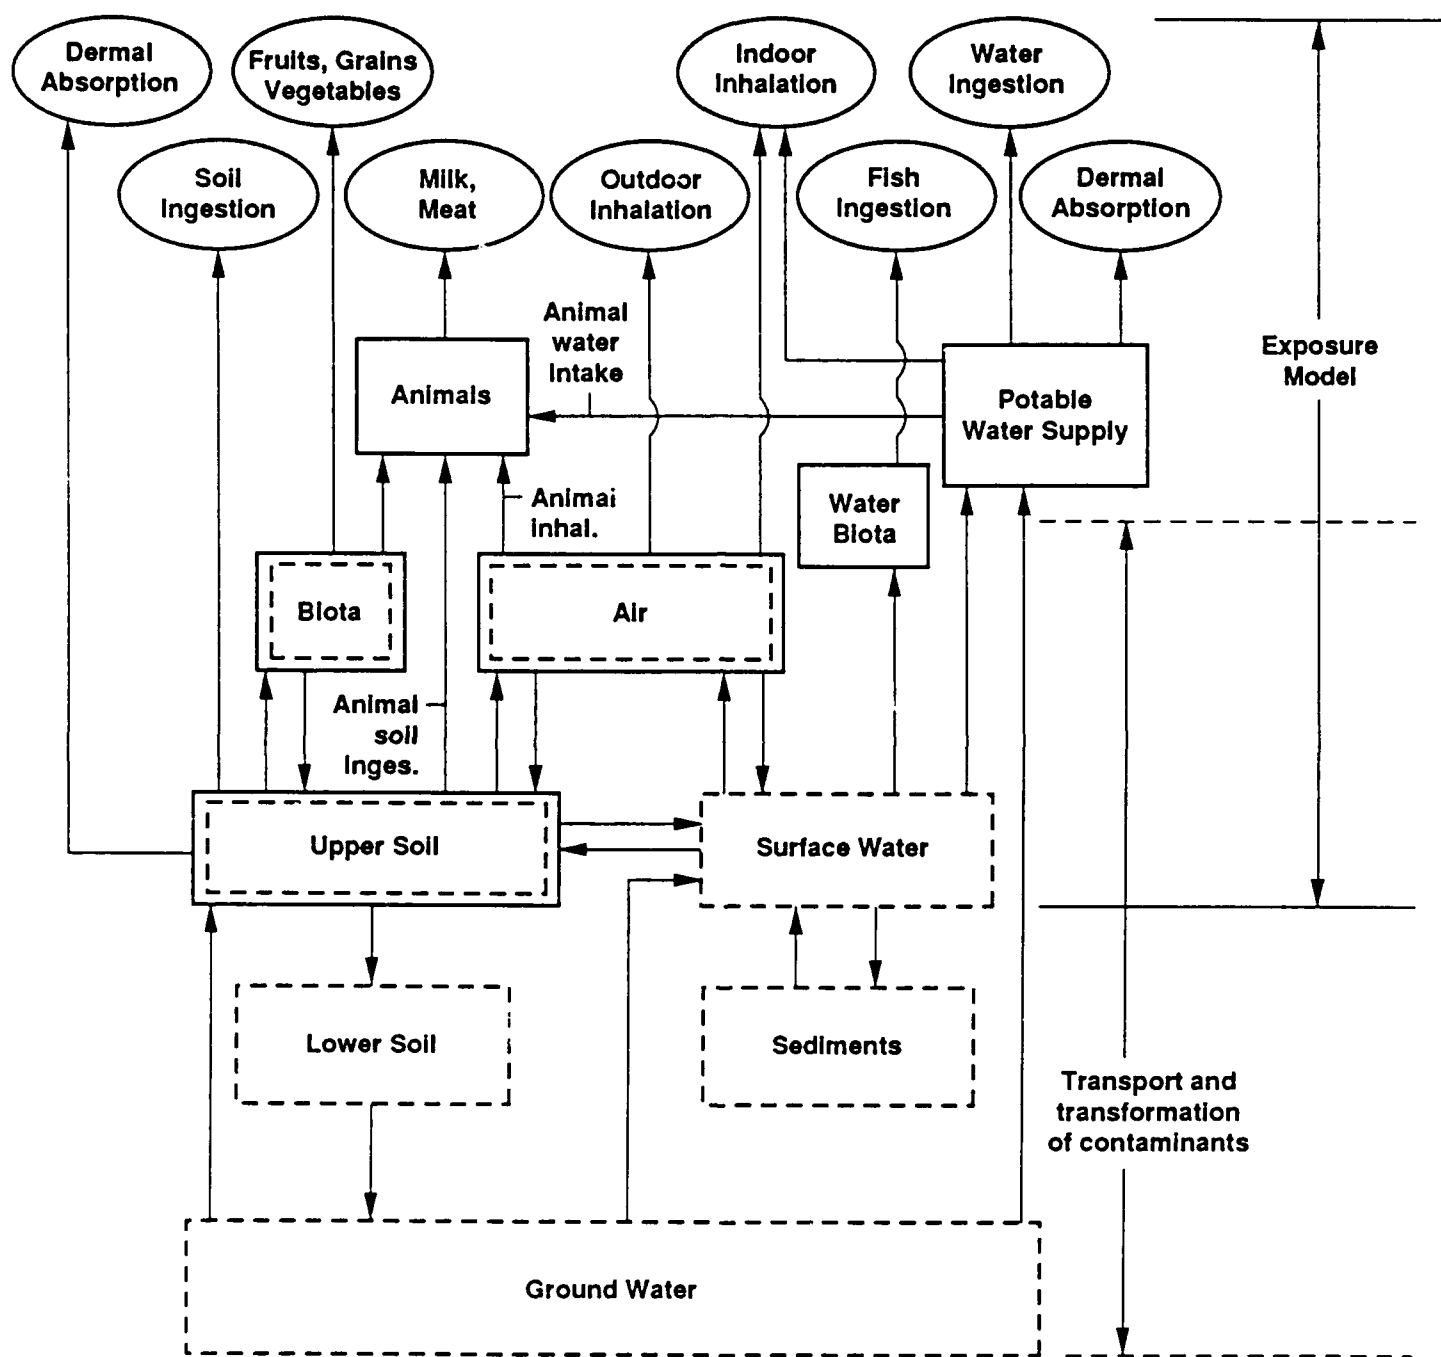 Dermal
Absorption
Fruits, Grains
Vegetables
Indoor
Inhalation
Water
Ingestion
Soil
Ingestion
Milk,
Meat
Outdoor
Inhalation
Fish
Ingestion
Dermal
Absorption
Animal
water
Intake
Exposure
Model
Animals
Potable
Water Supply
Animal
inhal.
Water
Biota
Biota
Air
Animal
soil
Inges.
Upper Soil
Surface Water
Lower Soil
Sediments
Transport and
transformation
of contaminants
Ground Water